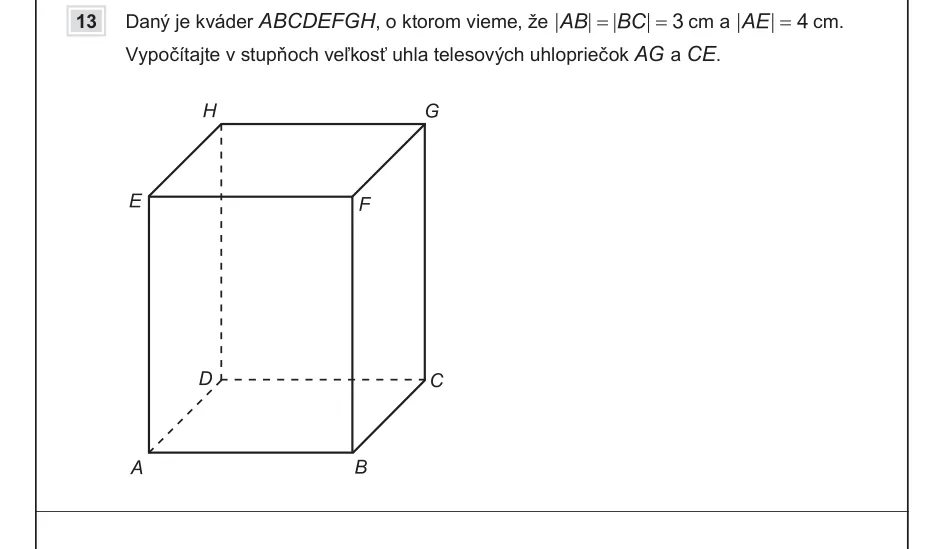 13 Daný je kváder ABCDEFGH, o ktorom vieme, že |AB| = |BC| = 3 cm a |AE| = 4 cm.
Vypočítajte v stupňoch veľkosť uhla telesových uhlopriečok AG a CE.
H G
E F
D C
A B